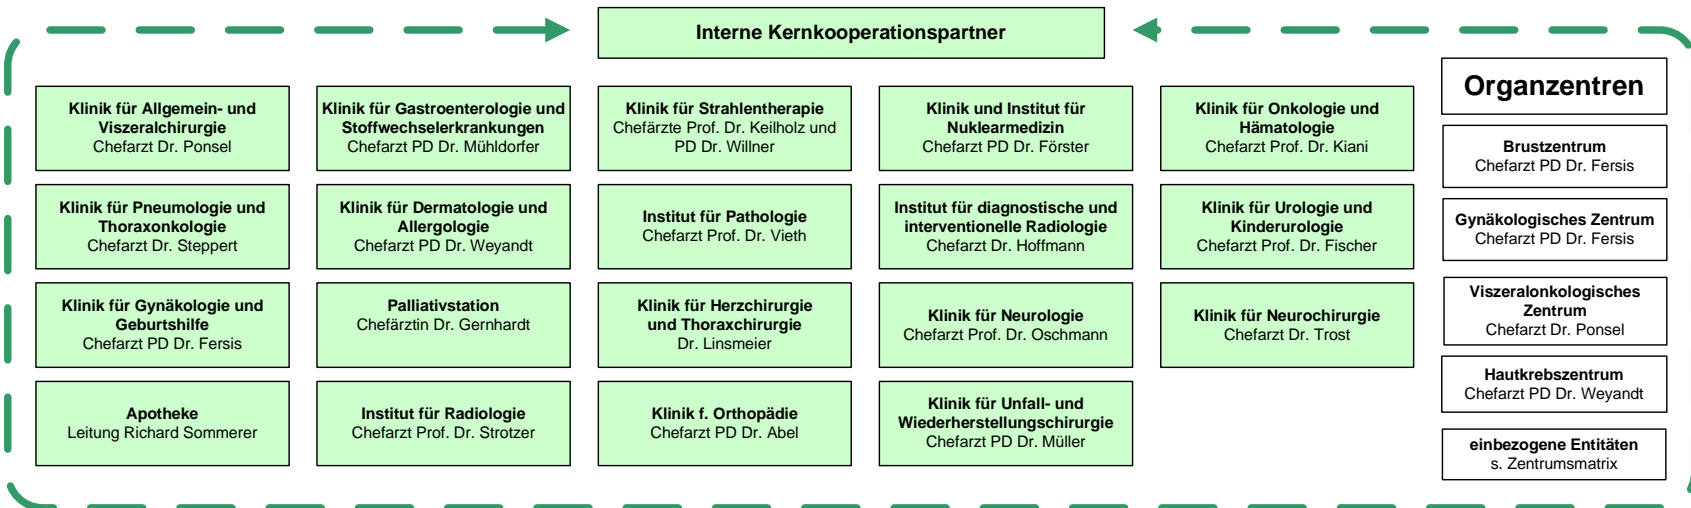 Interne Kernkooperationspartner
Klinik für Allgemein- und
Viszeralchirurgie
Chefarzt Dr. Ponsel
Klinik für Gastroenterologie und
Stoffwechselerkrankungen
Chefarzt PD Dr. Mühldorfer
Klinik für Strahlentherapie
Chefärzte Prof. Dr. Keilholz und
PD Dr. Willner
Klinik und Institut für
Nuklearmedizin
Chefarzt PD Dr. Förster
Klinik für Onkologie und
Hämatologie
Chefarzt Prof. Dr. Kiani
Klinik für Pneumologie und
Thoraxonkologie
Chefarzt Dr. Steppert
Klinik für Dermatologie und
Allergologie
Chefarzt PD Dr. Weyandt
Institut für Pathologie
Chefarzt Prof. Dr. Vieth
Institut für diagnostische und
interventionelle Radiologie
Chefarzt Dr. Hoffmann
Klinik für Urologie und
Kinderurologie
Chefarzt Prof. Dr. Fischer
Klinik für Gynäkologie und
Geburtshilfe
Chefarzt PD Dr. Fersis
Palliativstation
Chefärztin Dr. Gernhardt
Klinik für Herzchirurgie
und Thoraxchirurgie
Dr. Linsmeier
Klinik für Neurologie
Chefarzt Prof. Dr. Oschmann
Klinik für Neurochirurgie
Chefarzt Dr. Trost
Apotheke
Leitung Richard Sommerer
Institut für Radiologie
Chefarzt Prof. Dr. Strotzer
Klinik f. Orthopädie
Chefarzt PD Dr. Abel
Klinik für Unfall- und
Wiederherstellungschirurgie
Chefarzt PD Dr. Müller
Organzentren
Brustzentrum
Chefarzt PD Dr. Fersis
Gynäkologisches Zentrum
Chefarzt PD Dr. Fersis
Viszeralonkologisches
Zentrum
Chefarzt Dr. Ponsel
Hautkrebszentrum
Chefarzt PD Dr. Weyandt
einbezogene Entitäten
s. Zentrumsmatrix